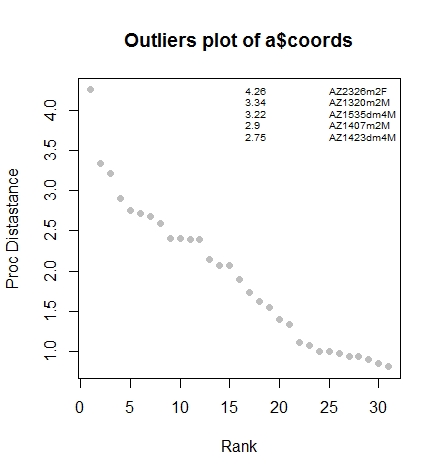 Outliers plot of a$coords
4.26 AZ2326m2F
3.34 AZ1320m2M
3.22 AZ1535dm4M
2.9 AZ1407m2M
2.75 AZ1423dm4M
Proc Distastance
4.0
3.5
3.0
2.5
2.0
1.5
1.0
0 5 10 15 20 25 30
Rank